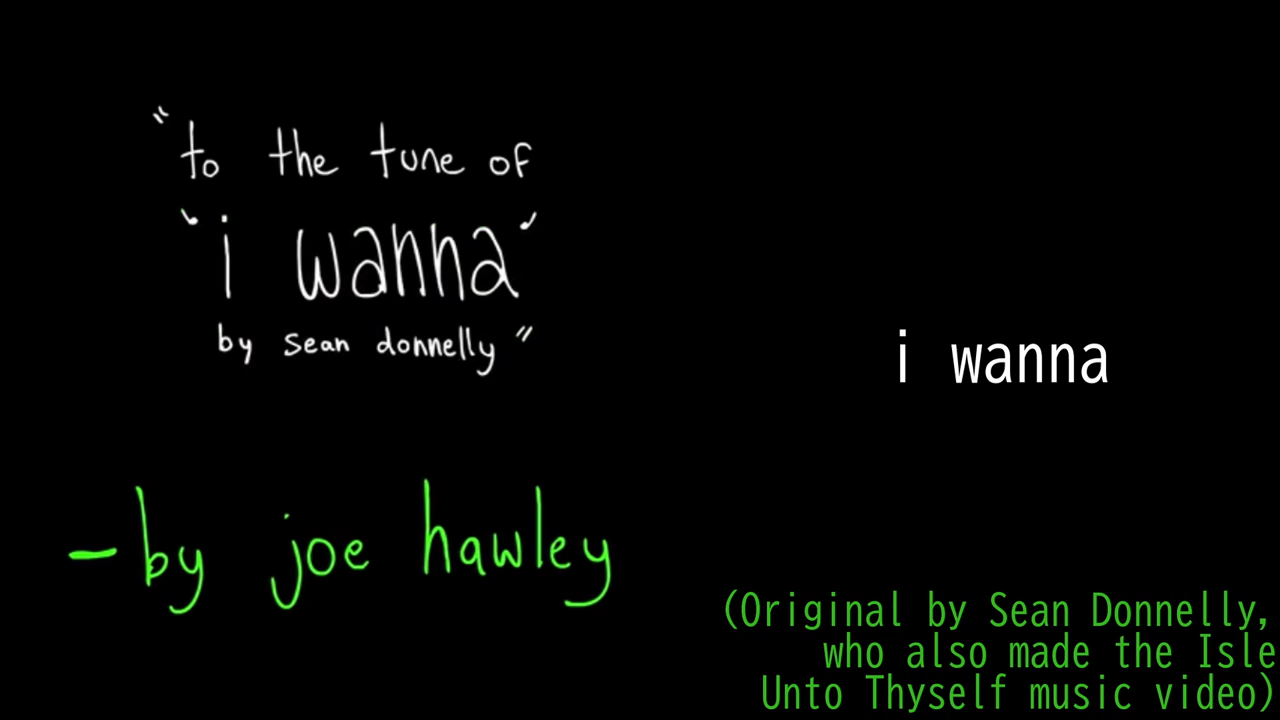 "to the tune of
'i wanna'
by sean donnelly"
-by joe hawley
i wanna
(Original by Sean Donnelly,
who also made the Isle
Unto Thyself music video)